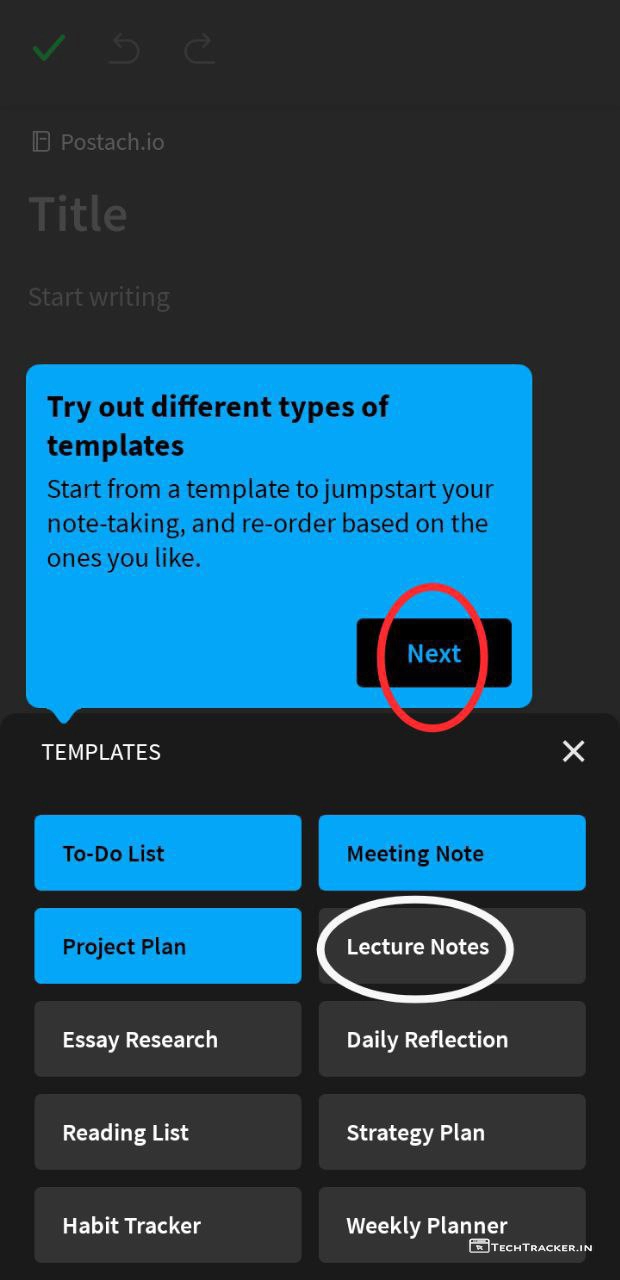 Postach.io
Title
Start writing
Try out different types of
templates
Start from a template to jumpstart your
note-taking, and re-order based on the
ones you like.
Next
TEMPLATES
To-Do List
Meeting Note
Project Plan
Lecture Notes
Essay Research
Daily Reflection
Reading List
Strategy Plan
Habit Tracker
Weekly Planner
TECHTRACKER.IN